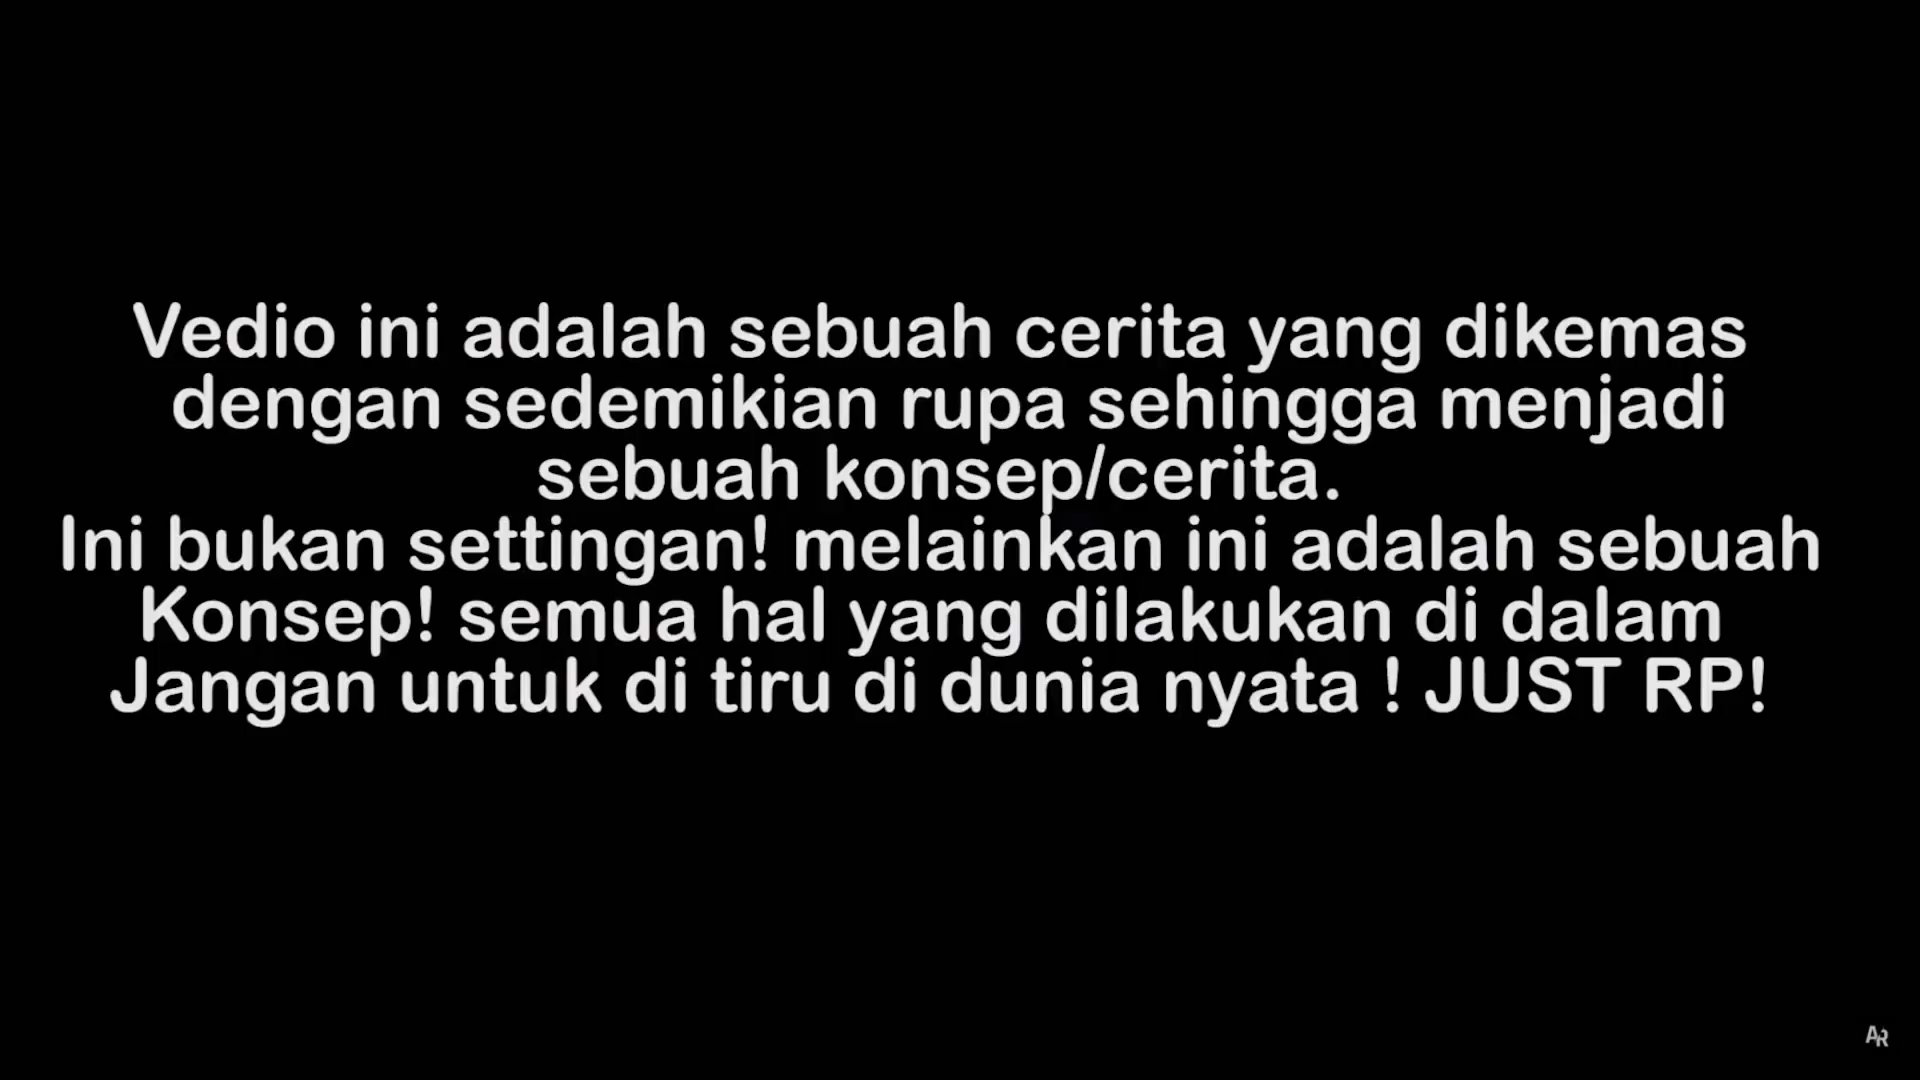 Vedio ini adalah sebuah cerita yang dikemas
dengan sedemikian rupa sehingga menjadi
sebuah konsep/cerita.
Ini bukan settingan! melainkan ini adalah sebuah
Konsep! semua hal yang dilakukan di dalam
Jangan untuk di tiru di dunia nyata ! JUST RP!
AR